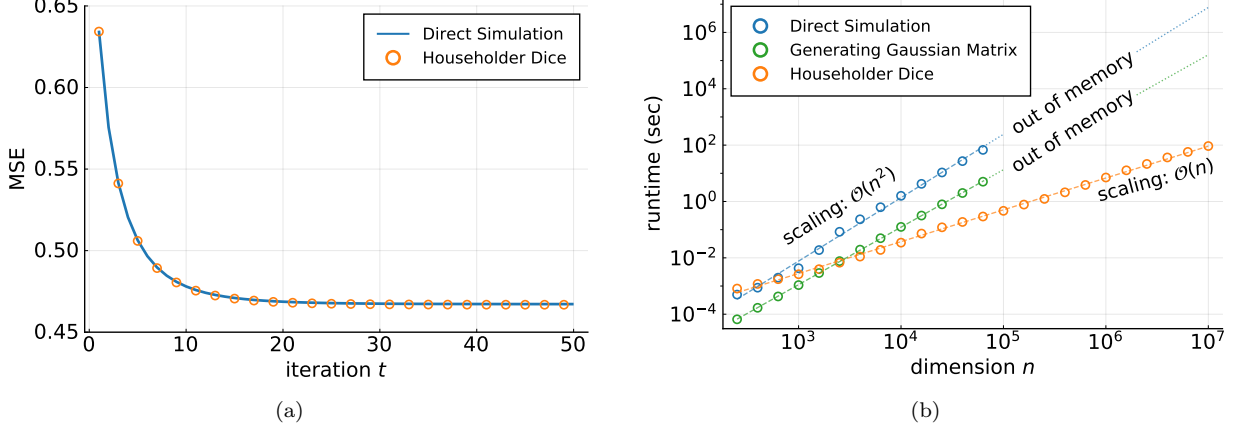 0.65
0.60
0.55
0.50
0.45
MSE
0 10 20 30 40 50
iteration t
Direct Simulation
Householder Dice
(a)
10^6
10^4
10^2
10^0
10^−2
10^−4
runtime (sec)
10^3 10^4 10^5 10^6 10^7
dimension n
Direct Simulation
Generating Gaussian Matrix
Householder Dice
out of memory
out of memory
scaling: 𝒪(n^2)
scaling: 𝒪(n)
(b)